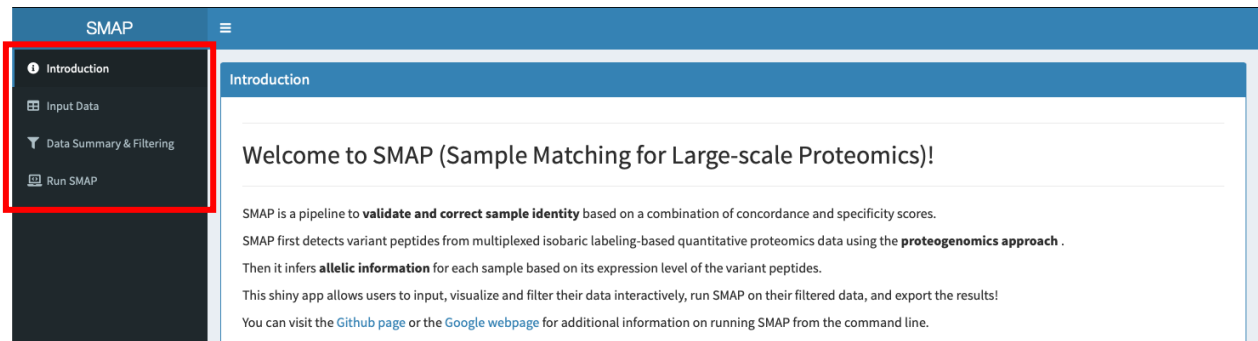 SMAP
Introduction
Input Data
Data Summary & Filtering
Run SMAP
Introduction
Welcome to SMAP (Sample Matching for Large-scale Proteomics)!
SMAP is a pipeline to validate and correct sample identity based on a combination of concordance and specificity scores.
SMAP first detects variant peptides from multiplexed isobaric labeling-based quantitative proteomics data using the proteogenomics approach .
Then it infers allelic information for each sample based on its expression level of the variant peptides.
This shiny app allows users to input, visualize and filter their data interactively, run SMAP on their filtered data, and export the results!
You can visit the Github page or the Google webpage for additional information on running SMAP from the command line.